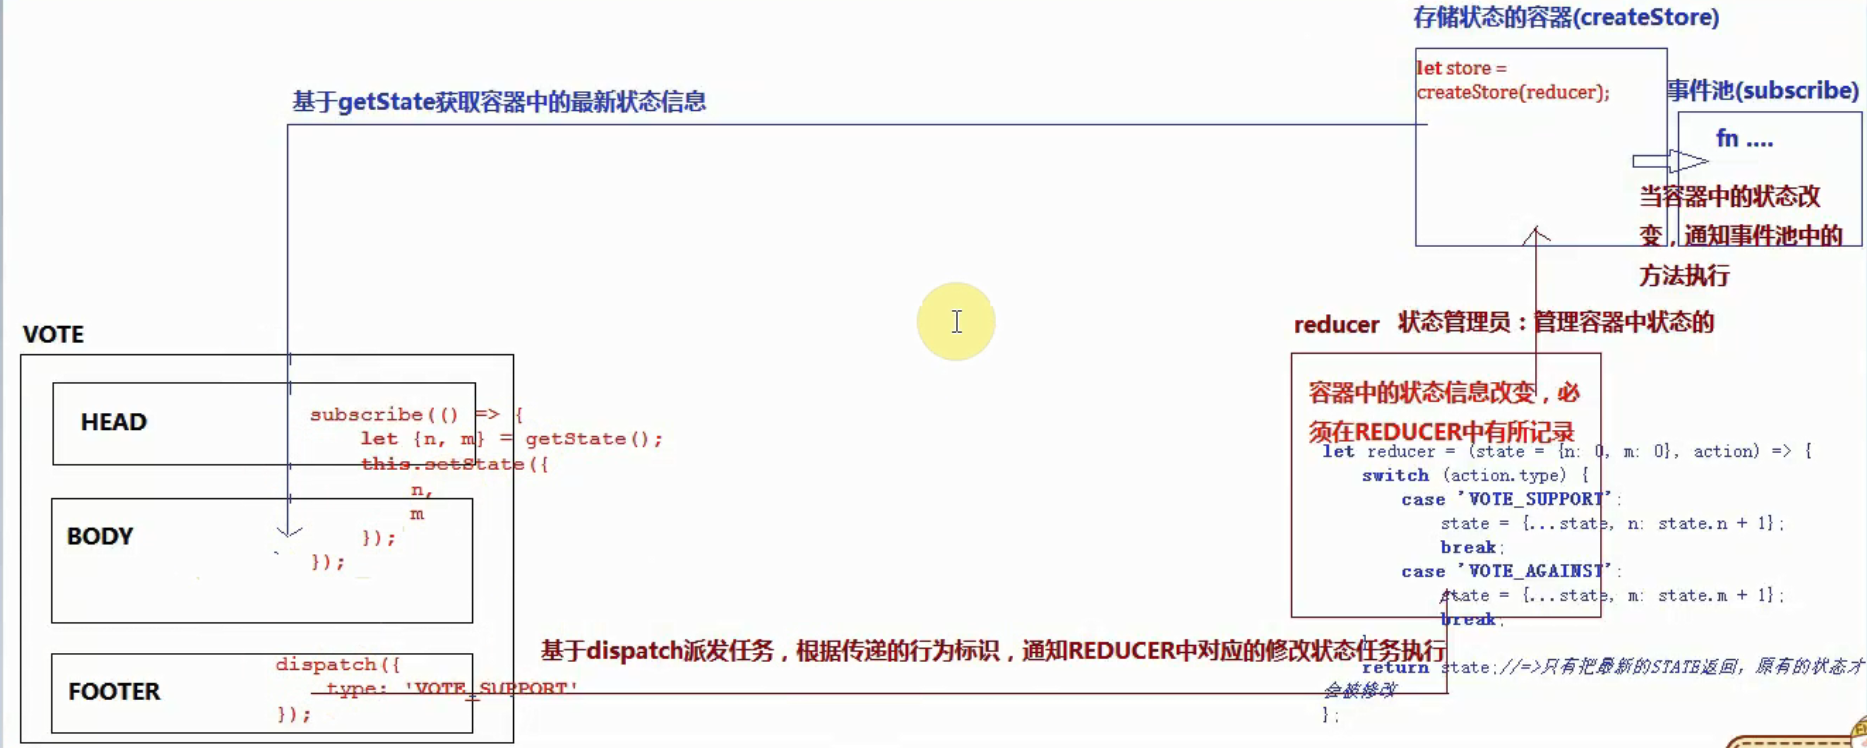 存储状态的容器(createStore)
let store =
createStore(reducer);
事件池(subscribe)
fn ....
当容器中的状态改
变，通知事件池中的
方法执行
基于getState获取容器中的最新状态信息
VOTE
HEAD
subscribe(() => {
let {n, m} = getState();
this.setState({
n,
m
});
});
BODY
FOOTER
dispatch({
type: 'VOTE_SUPPORT'
});
基于dispatch派发任务，根据传递的行为标识，通知REDUCER中对应的修改状态任务执行
reducer 状态管理员：管理容器中状态的
容器中的状态信息改变，必
须在REDUCER中有所记录
let reducer = (state = {n: 0, m: 0}, action) => {
switch (action.type) {
case 'VOTE_SUPPORT':
state = {...state, n: state.n + 1};
break;
case 'VOTE_AGAINST':
state = {...state, m: state.m + 1};
break;
}
return state;//=>只有把最新的STATE返回，原有的状态才
会被修改
};